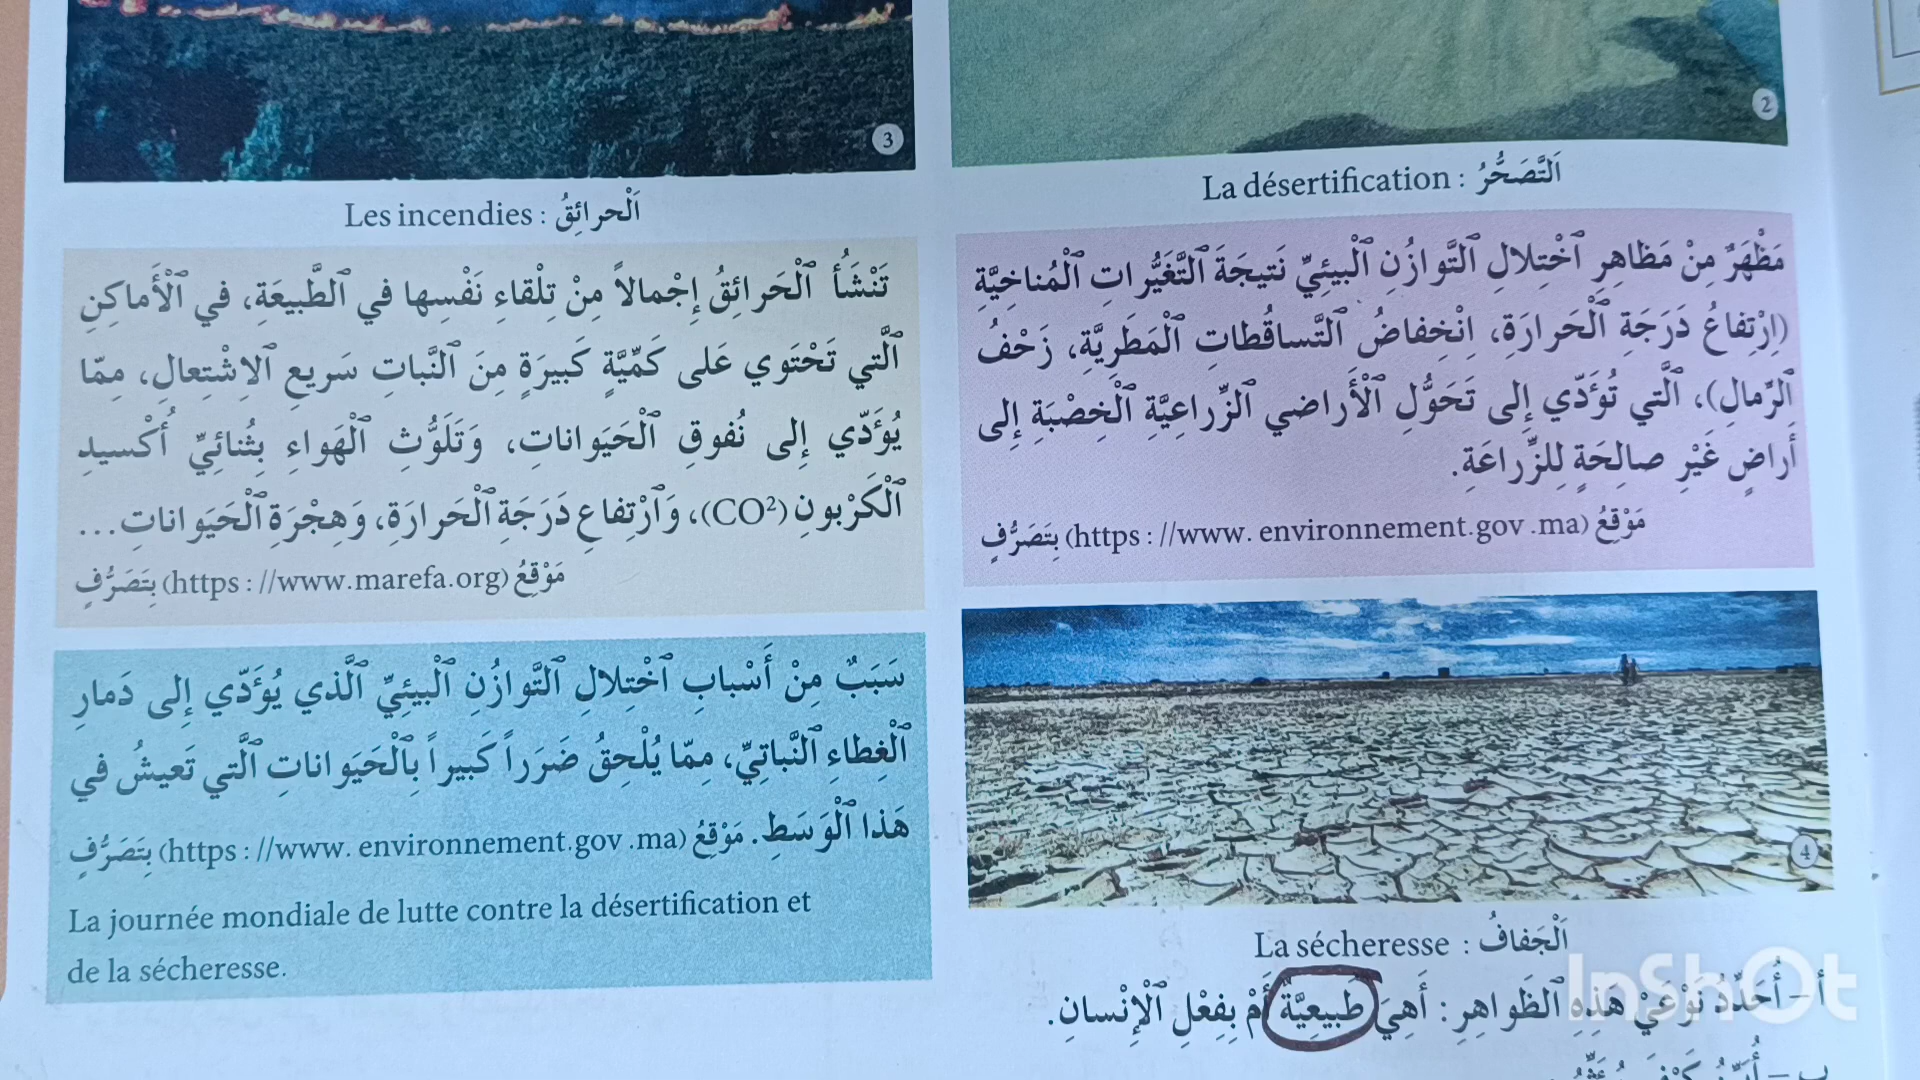 2
اَلتَّصَحُّرُ : La désertification
مَظْهَرٌ مِنْ مَظاهِرِ ٱخْتِلالِ ٱلتَّوازُنِ ٱلْبيئِيِّ نَتيجَةَ ٱلتَّغَيُّراتِ ٱلْمُناخِيَّةِ
(اِرْتِفاعُ دَرَجَةِ ٱلْحَرارَةِ، اِنْخِفاضُ ٱلتَّساقُطاتِ ٱلْمَطَرِيَّةِ، زَحْفُ
ٱلرِّمالِ)، ٱلَّتي تُؤَدّي إِلى تَحَوُّلِ ٱلْأَراضي ٱلزِّراعِيَّةِ ٱلْخِصْبَةِ إِلى
أَراضٍ غَيْرِ صالِحَةٍ لِلزِّراعَةِ.
مَوْقِعُ (https : //www. environnement.gov .ma) بِتَصَرُّفٍ
3
اَلْحرائِقُ : Les incendies
تَنْشَأُ ٱلْحَرائِقُ إِجْمالاً مِنْ تِلْقاءِ نَفْسِها في ٱلطَّبيعَةِ، في ٱلْأَماكِنِ
ٱلَّتي تَحْتَوي عَلى كَمِّيَّةٍ كَبيرَةٍ مِنَ ٱلنَّباتِ سَريعِ ٱلِاشْتِعالِ، مِمّا
يُؤَدّي إِلى نُفوقِ ٱلْحَيَواناتِ، وَتَلَوُّثِ ٱلْهَواءِ بِثُنائِيِّ أُكْسيدِ
ٱلْكَرْبونِ (CO²)، وَٱرْتِفاعِ دَرَجَةِ ٱلْحَرارَةِ، وَهِجْرَةِ ٱلْحَيَواناتِ...
مَوْقِعُ (https : //www.marefa.org) بِتَصَرُّفٍ
4
اَلْجَفافُ : La sécheresse
سَبَبٌ مِنْ أَسْبابِ ٱخْتِلالِ ٱلتَّوازُنِ ٱلْبيئِيِّ ٱلَّذي يُؤَدّي إِلى دَمارِ
ٱلْغِطاءِ ٱلنَّباتِيِّ، مِمّا يُلْحِقُ ضَرَراً كَبيراً بِٱلْحَيَواناتِ ٱلَّتي تَعيشُ في
هَذا ٱلْوَسَطِ. مَوْقِعُ (https : //www. environnement.gov .ma) بِتَصَرُّفٍ
La journée mondiale de lutte contre la désertification et
de la sécheresse.
أ – أُحَدِّدُ نَوْعَيْ هَذِهِ ٱلظَّواهِرِ : أَهِيَ طَبيعِيَّةٌ أَمْ بِفِعْلِ ٱلْإِنْسانِ.
InShOt